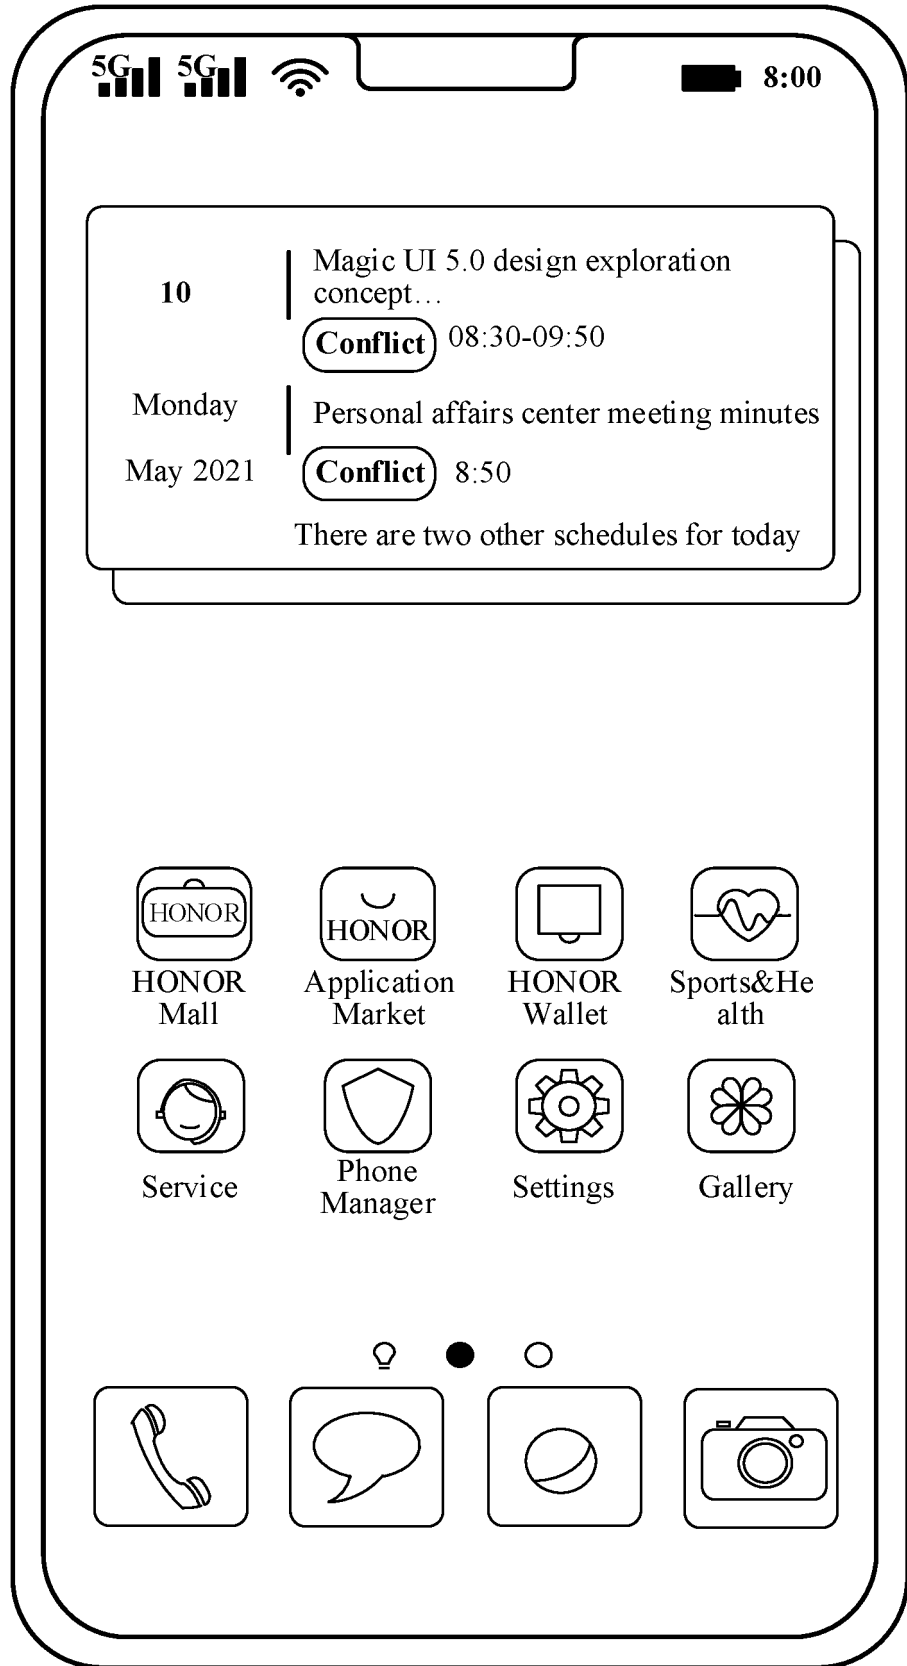 5G 5G 8:00
Magic UI 5.0 design exploration
concept…
10
Conflict 08:30-09:50
Monday
Personal affairs center meeting minutes
May 2021
Conflict 8:50
There are two other schedules for today
HONOR
HONOR
HONOR
Mall
Application
Market
HONOR
Wallet
Sports&He
alth
Service
Phone
Manager
Settings
Gallery